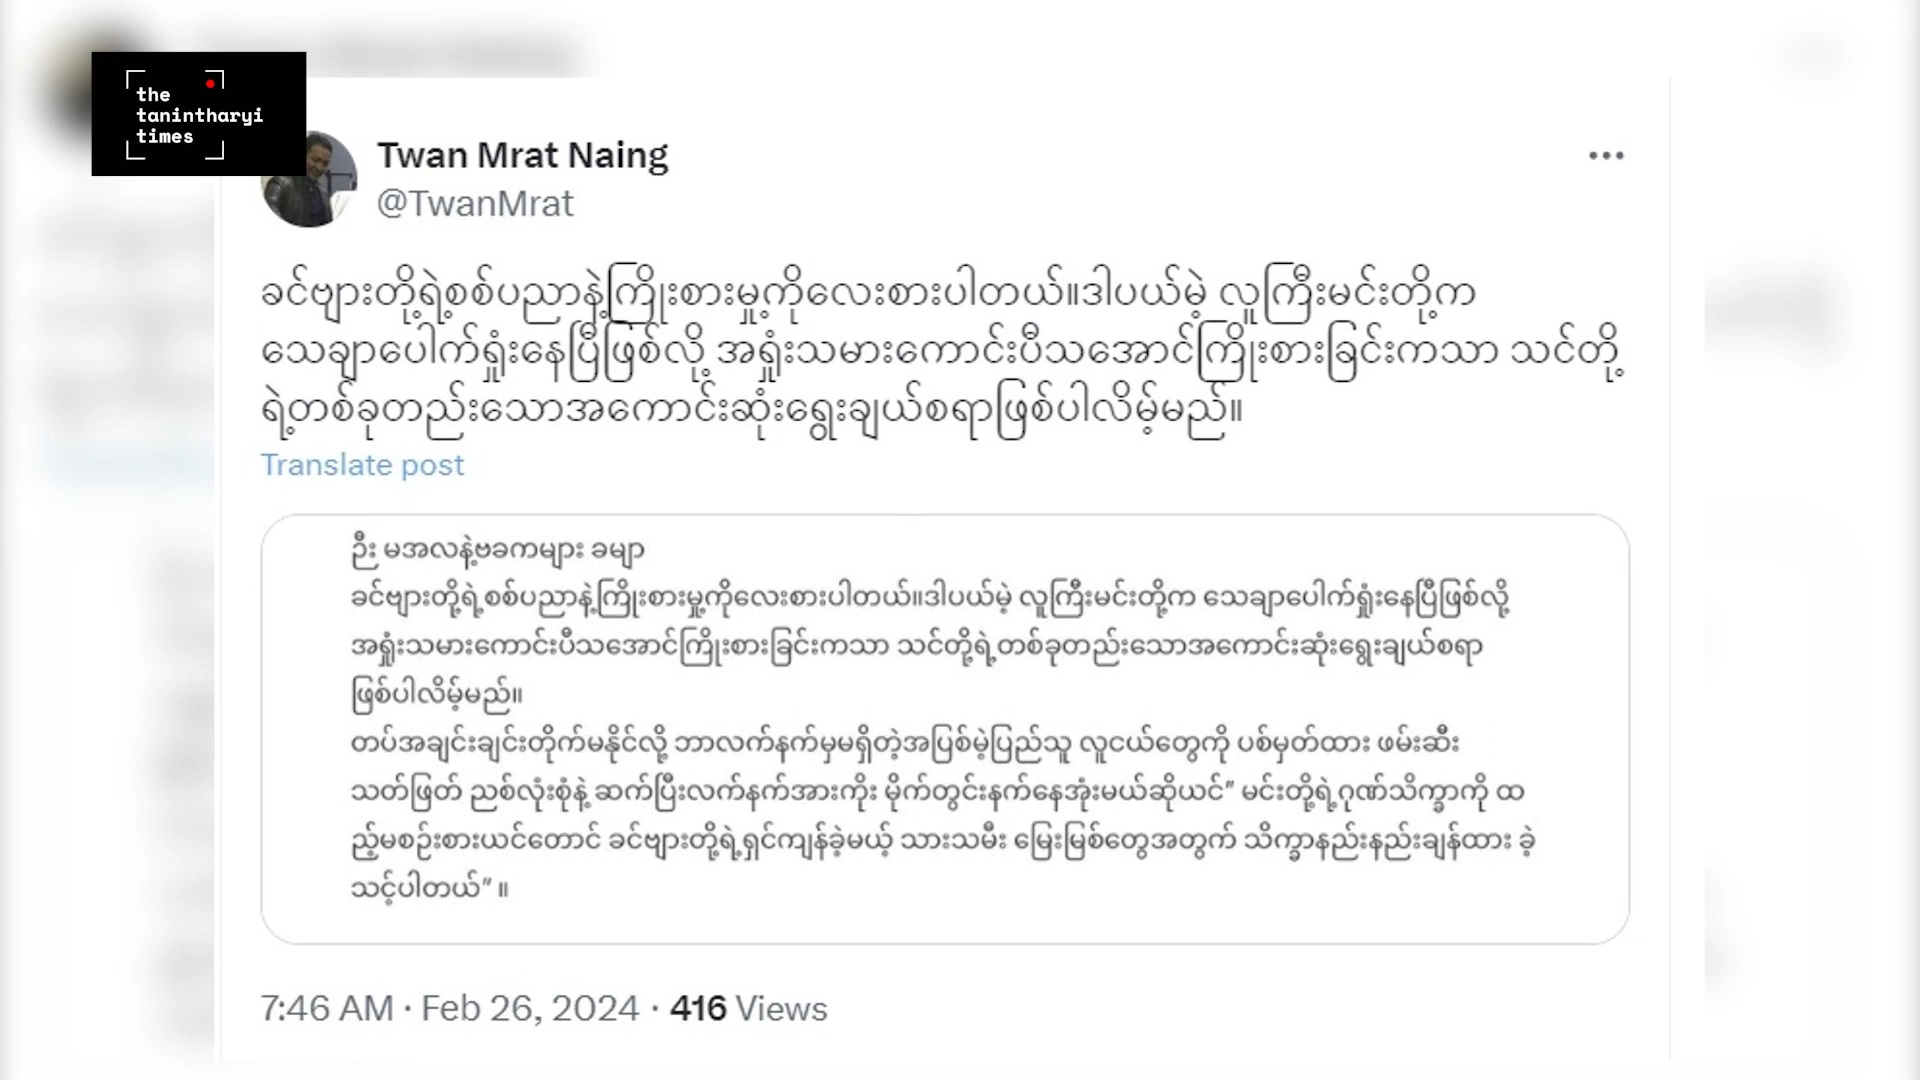 the
tanintharyi
times
Twan Mrat Naing
@TwanMrat
ခင်ဗျားတို့ရဲ့စစ်ပညာနဲ့ကြိုးစားမှု့ကိုလေးစားပါတယ်။ဒါပယ်မဲ့ လူကြီးမင်းတို့က
သေချာပေါက်ရှုံးနေပြီဖြစ်လို့ အရှုံးသမားကောင်းပီသအောင်ကြိုးစားခြင်းကသာ သင်တို့
ရဲ့တစ်ခုတည်းသောအကောင်းဆုံးရွေးချယ်စရာဖြစ်ပါလိမ့်မည်။
Translate post
ဦး မအလနဲ့ဗခကများ ခမျာ
ခင်ဗျားတို့ရဲ့စစ်ပညာနဲ့ကြိုးစားမှု့ကိုလေးစားပါတယ်။ဒါပယ်မဲ့ လူကြီးမင်းတို့က သေချာပေါက်ရှုံးနေပြီဖြစ်လို့
အရှုံးသမားကောင်းပီသအောင်ကြိုးစားခြင်းကသာ သင်တို့ရဲ့တစ်ခုတည်းသောအကောင်းဆုံးရွေးချယ်စရာ
ဖြစ်ပါလိမ့်မည်။
တပ်အချင်းချင်းတိုက်မနိုင်လို့ ဘာလက်နက်မှမရှိတဲ့အပြစ်မဲ့ပြည်သူ လူငယ်တွေကို ပစ်မှတ်ထား ဖမ်းဆီး
သတ်ဖြတ် ညစ်လုံးစုံနဲ့ ဆက်ပြီးလက်နက်အားကိုး မိုက်တွင်းနက်နေအုံးမယ်ဆိုယင်" မင်းတို့ရဲ့ဂုဏ်သိက္ခာကို ထ
ည့်မစဉ်းစားယင်တောင် ခင်ဗျားတို့ရဲ့ရှင်ကျန်ခဲ့မယ့် သားသမီး မြေးမြစ်တွေအတွက် သိက္ခာနည်းနည်းချန်ထား ခဲ့
သင့်ပါတယ်" ။
7:46 AM · Feb 26, 2024 · 416 Views